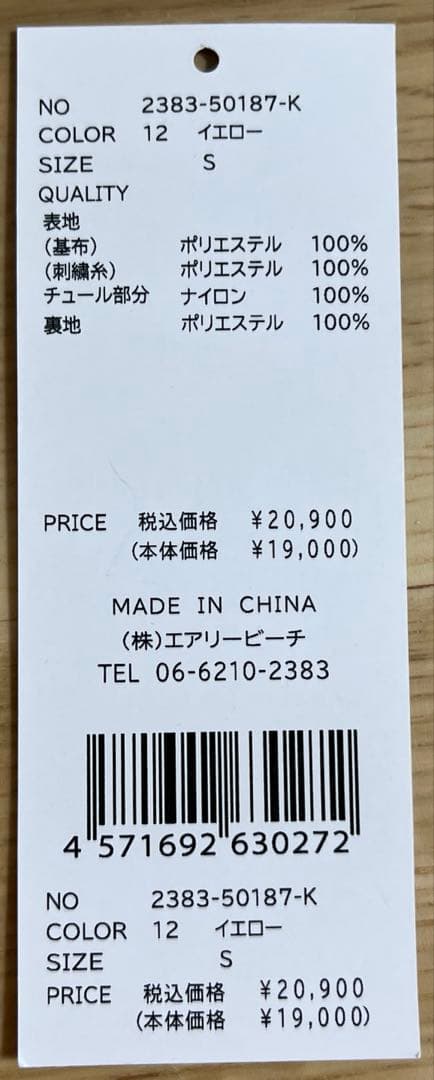 NO 2383-50187-K
COLOR 12 イエロー
SIZE S
QUALITY
表地
(基布) ポリエステル 100%
(刺繍糸) ポリエステル 100%
チュール部分 ナイロン 100%
裏地 ポリエステル 100%
PRICE 税込価格 ¥20,900
(本体価格 ¥19,000)
MADE IN CHINA
(株)エアリービーチ
TEL 06-6210-2383
4 571692 630272
NO 2383-50187-K
COLOR 12 イエロー
SIZE S
PRICE 税込価格 ¥20,900
(本体価格 ¥19,000)